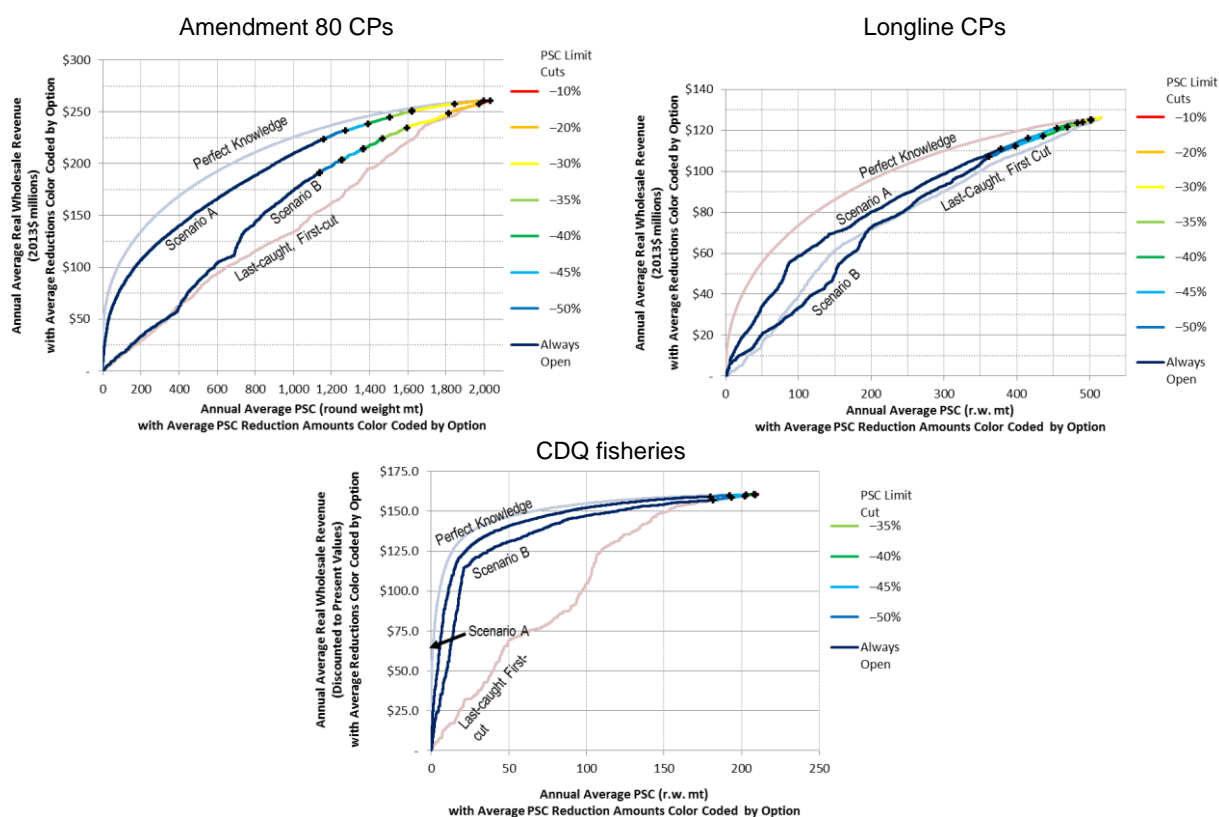 Amendment 80 CPs
Annual Average Real Wholesale Revenue
(2013$ millions)
with Average Reductions Color Coded by Option
$300
$250
$200
$150
$100
$50
-
Perfect Knowledge
Scenario A
Scenario B
Last-caught, First-cut
0
200
400
600
800
1,000
1,200
1,400
1,600
1,800
2,000
Annual Average PSC (round weight mt)
with Average PSC Reduction Amounts Color Coded by Option
PSC Limit
Cuts
–10%
–20%
–30%
–35%
–40%
–45%
–50%
Always
Open
Longline CPs
Annual Average Real Wholesale Revenue
(2013$ millions)
with Average Reductions Color Coded by Option
$140
$120
$100
$80
$60
$40
$20
-
Perfect Knowledge
Scenario A
Last-Caught, First Cut
Scenario B
0
100
200
300
400
500
Annual Average PSC (r.w. mt)
with Average PSC Reduction Amounts Color Coded by Option
PSC Limit
Cuts
–10%
–20%
–30%
–35%
–40%
–45%
–50%
Always
Open
CDQ fisheries
Annual Average Real Wholesale Revenue
(Discounted to Present Values)
with Average Reductions Color Coded by Option
$175.0
$150.0
$125.0
$100.0
$75.0
$50.0
$25.0
-
Perfect Knowledge
Scenario B
Scenario A
Last-caught First-
cut
0
50
100
150
200
250
Annual Average PSC (r.w. mt)
with Average PSC Reduction Amounts Color Coded by Option
PSC Limit
Cut
–35%
–40%
–45%
–50%
Always
Open